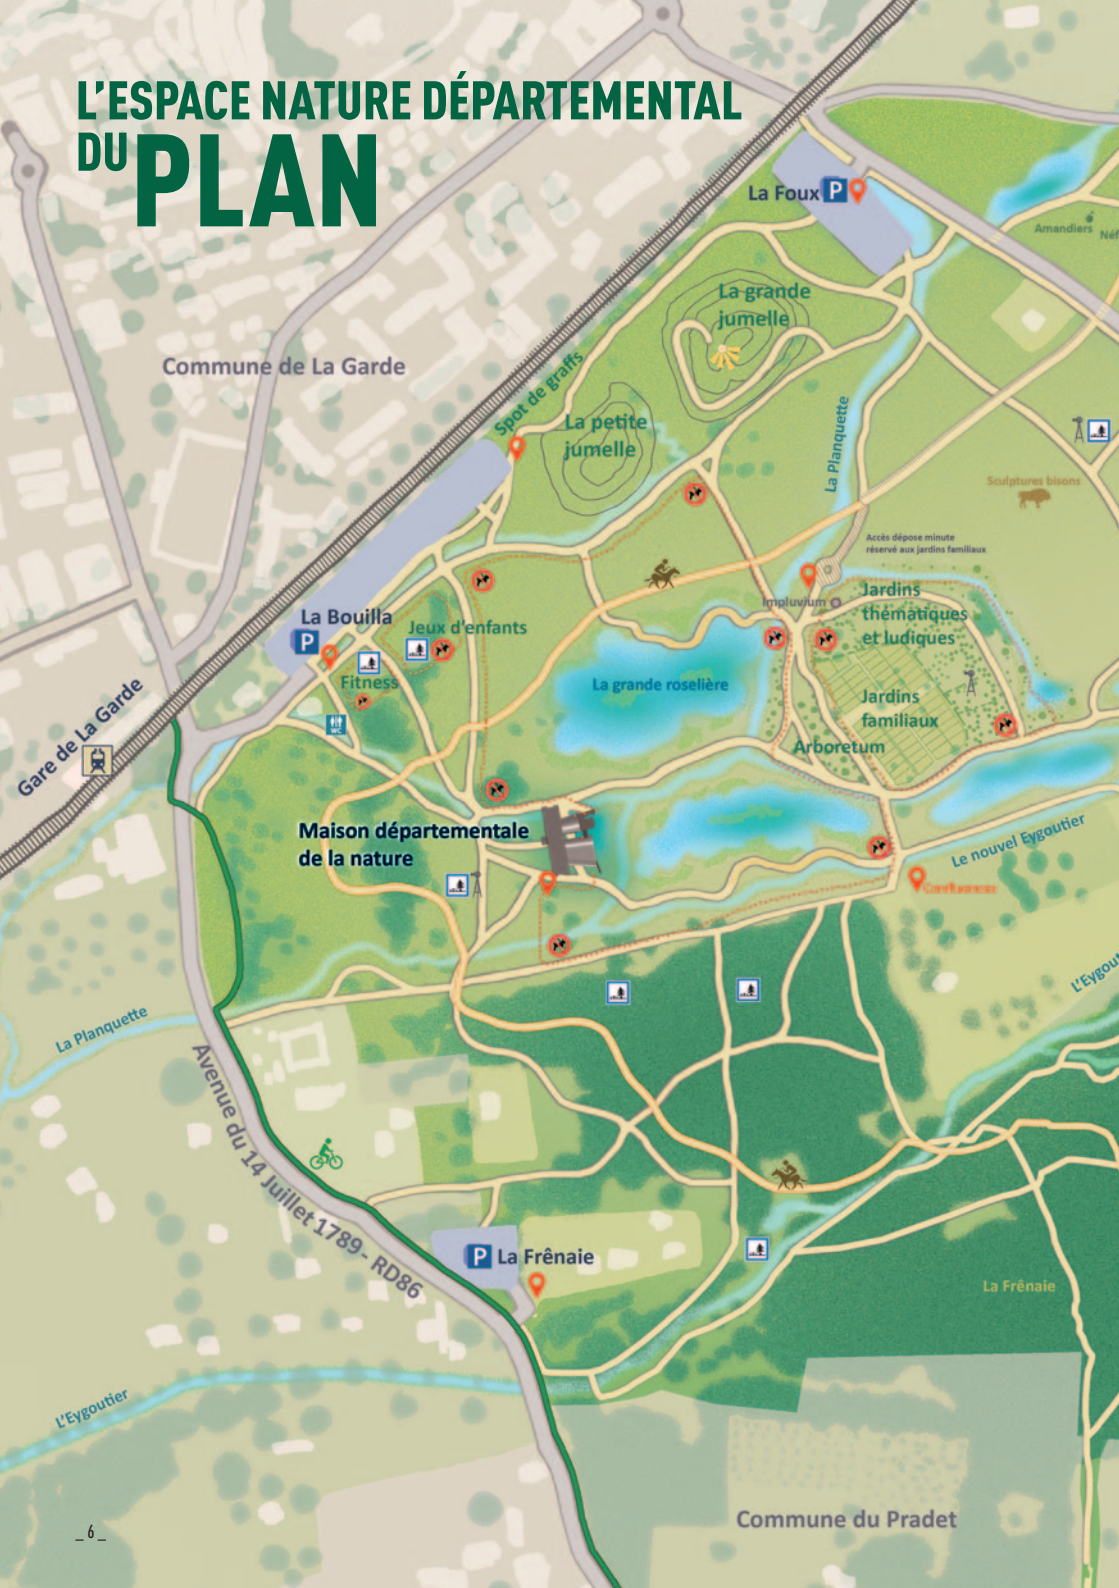 L'ESPACE NATURE DÉPARTEMENTAL
DU PLAN
La Foux P
Amandiers
La grande
jumelle
Commune de La Garde
Spot de graffs
La petite
jumelle
La Planquette
Sculptures bisons
Accès dépose minute
réservé aux jardins familiaux
Impluvium
Jardins
thématiques
et ludiques
La Bouilla
P
Jeux d'enfants
Fitness
WC
La grande roselière
Jardins
familiaux
Arboretum
Gare de La Garde
Maison départementale
de la nature
Le nouvel Eygoutier
La Planquette
Avenue du 14 Juillet 1789 - RD86
P La Frênaie
La Frênaie
L'Eygoutier
Commune du Pradet
_ 6 _